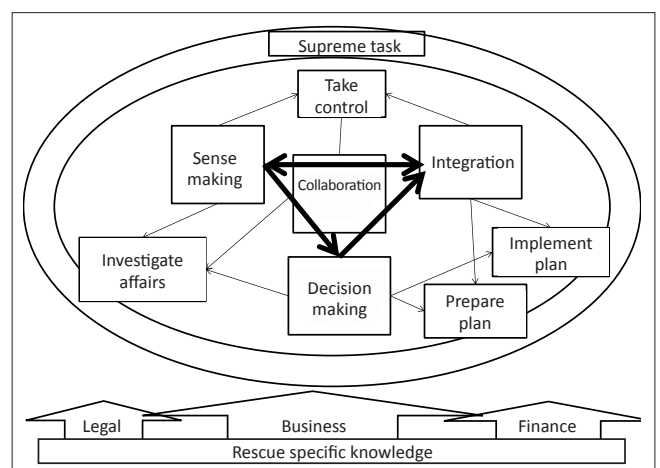 Supreme task
Take
control
Sense
making
Integration
Collaboration
Investigate
affairs
Implement
plan
Decision
making
Prepare
plan
Legal
Business
Finance
Rescue specific knowledge